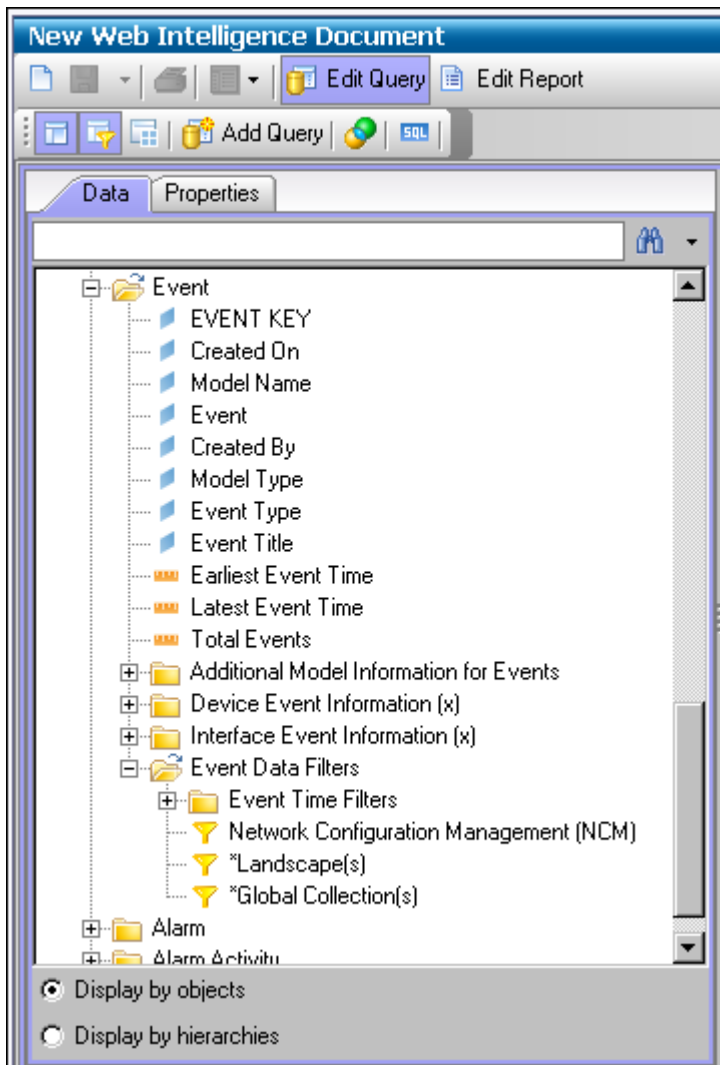 New Web Intelligence Document
Edit Query Edit Report
Add Query SQL
Data Properties
Event
EVENT KEY
Created On
Model Name
Event
Created By
Model Type
Event Type
Event Title
Earliest Event Time
Latest Event Time
Total Events
Additional Model Information for Events
Device Event Information (x)
Interface Event Information (x)
Event Data Filters
Event Time Filters
Network Configuration Management (NCM)
*Landscape(s)
*Global Collection(s)
Alarm
Alarm Activity
Display by objects
Display by hierarchies